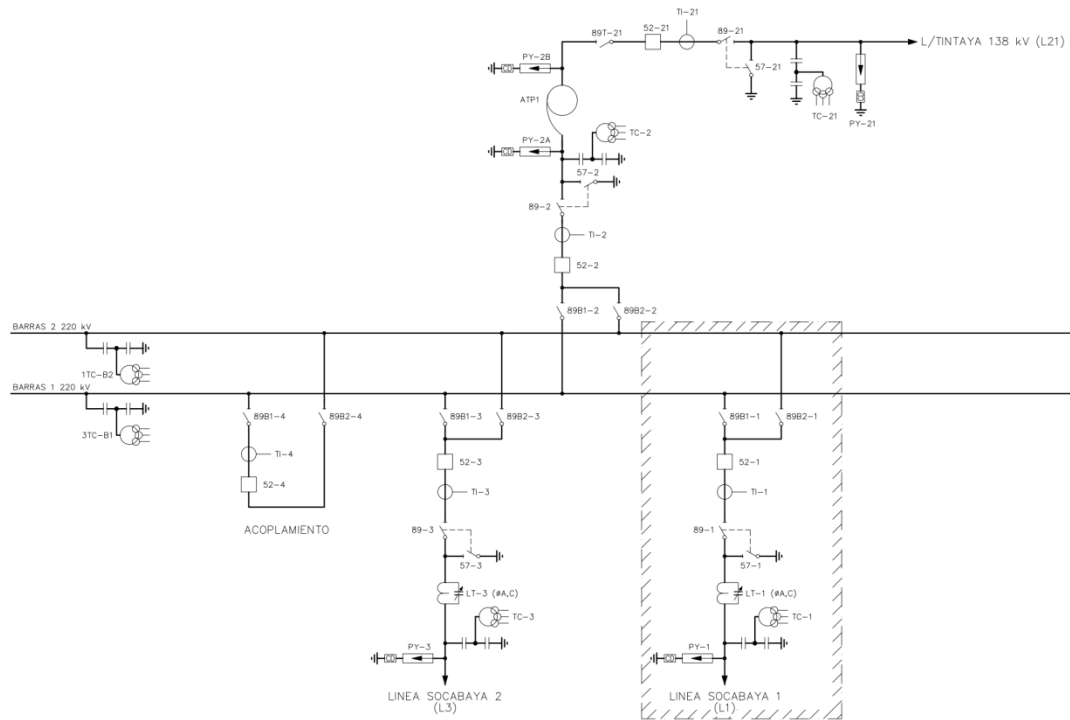 TI-21
52-21
89T-21
89-21
L/TINTAYA 138 kV (L21)
PY-2B
57-21
ATP1
TC-21
PY-21
TC-2
PY-2A
57-2
89-2
TI-2
52-2
89B1-2
89B2-2
BARRAS 2 220 kV
1TC-B2
BARRAS 1 220 kV
3TC-B1
89B1-4
89B2-4
89B1-3
89B2-3
89B1-1
89B2-1
TI-4
52-4
52-3
52-1
TI-3
TI-1
ACOPLAMIENTO
89-3
89-1
57-3
57-1
LT-3 (ØA,C)
LT-1 (ØA,C)
TC-3
TC-1
PY-3
PY-1
LINEA SOCABAYA 2
(L3)
LINEA SOCABAYA 1
(L1)